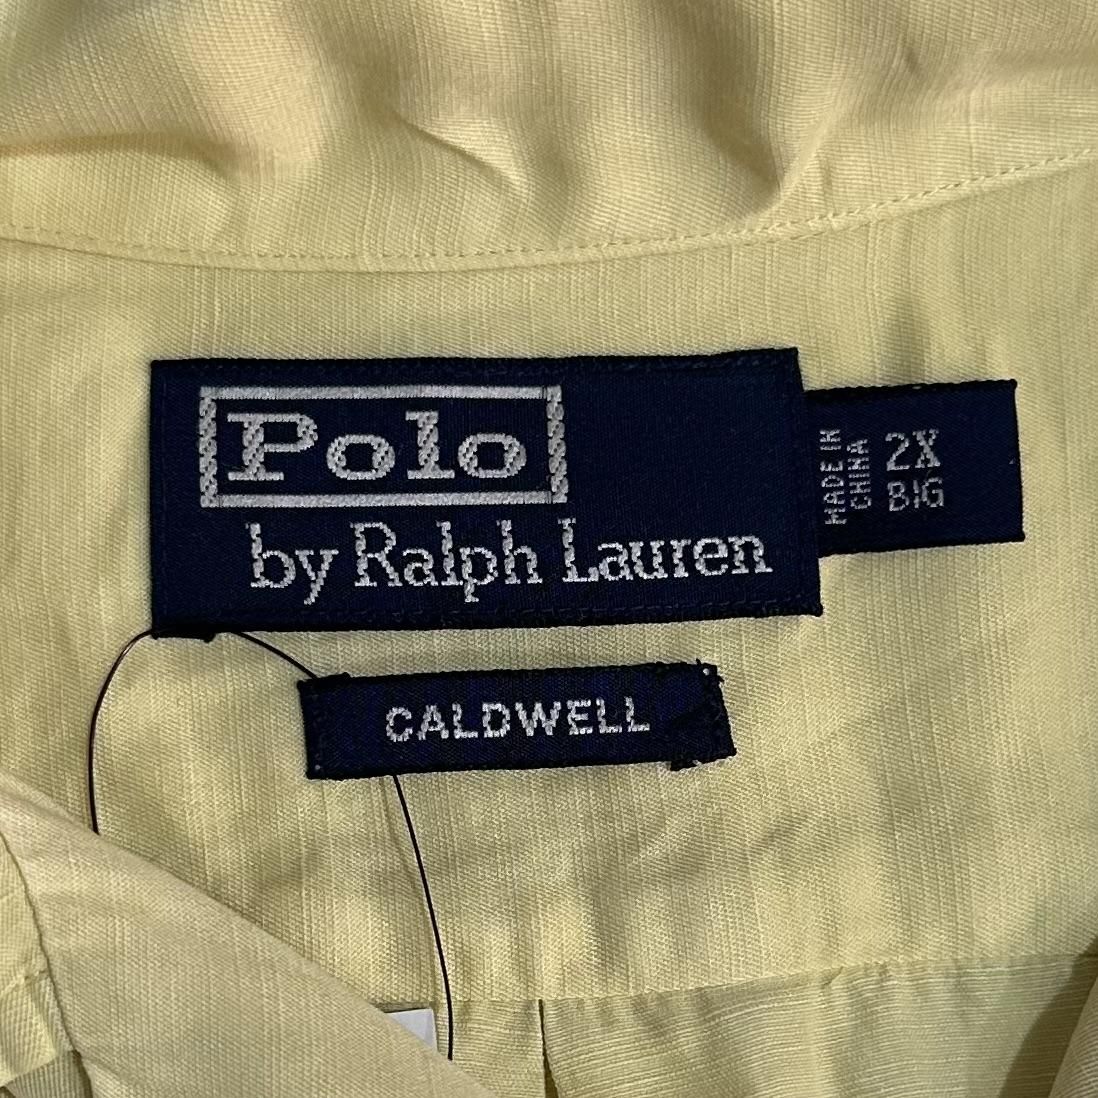 Polo
by Ralph Lauren
MADE IN
CHINA
2X
BIG
CALDWELL